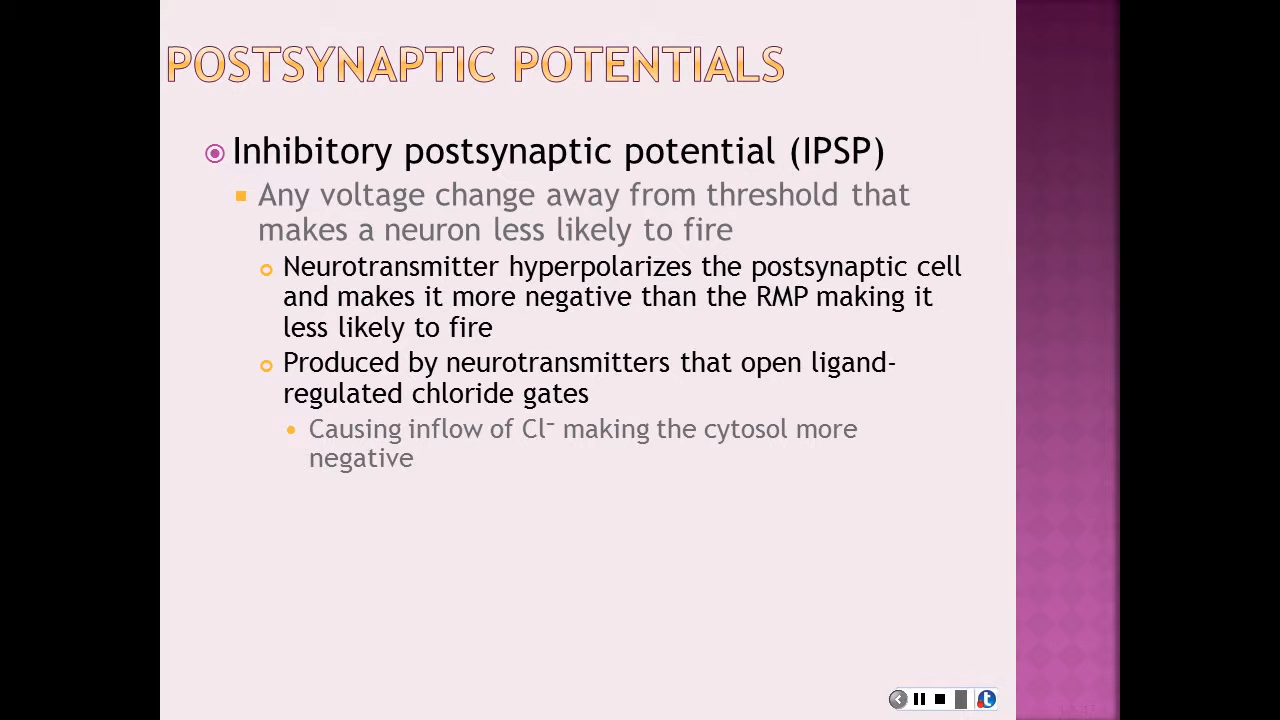 POSTSYNAPTIC POTENTIALS
Inhibitory postsynaptic potential (IPSP)
Any voltage change away from threshold that
makes a neuron less likely to fire
Neurotransmitter hyperpolarizes the postsynaptic cell
and makes it more negative than the RMP making it
less likely to fire
Produced by neurotransmitters that open ligand-
regulated chloride gates
Causing inflow of Cl⁻ making the cytosol more
negative
t